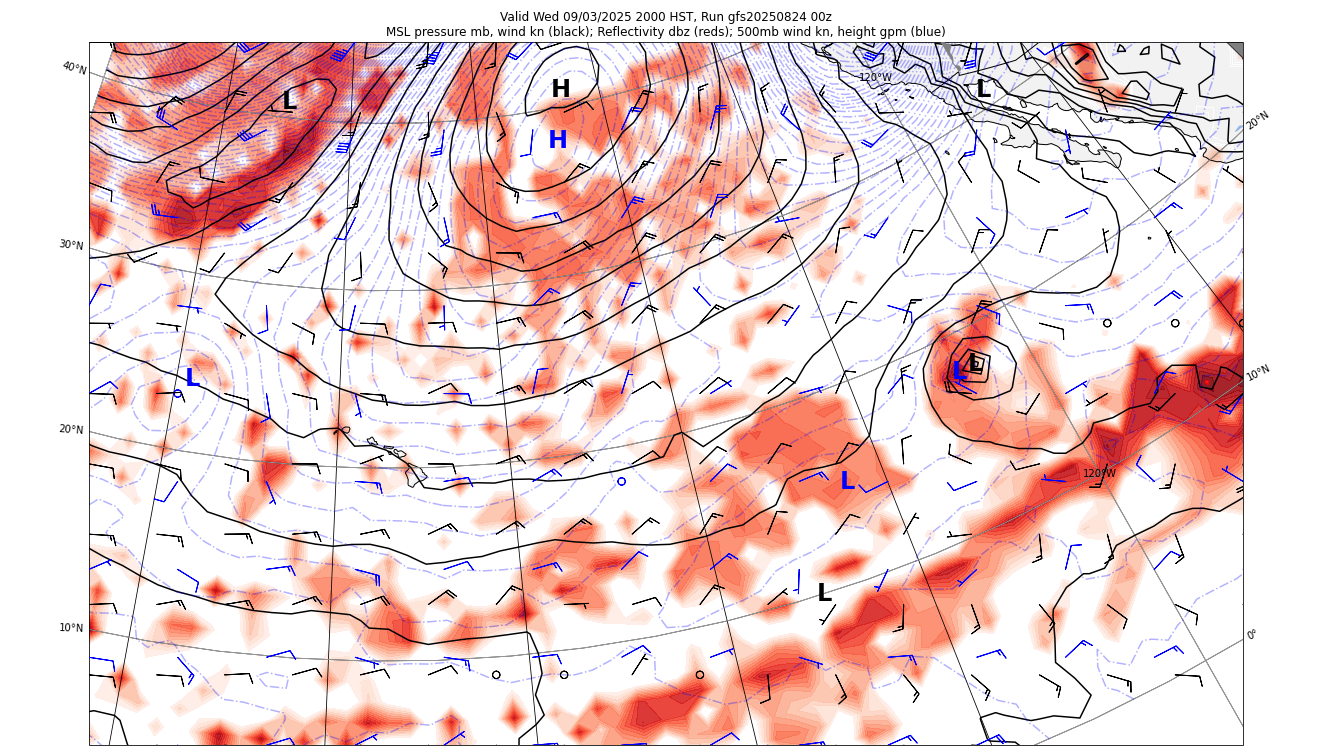 Valid Wed 09/03/2025 2000 HST, Run gfs20250824 00z
MSL pressure mb, wind kn (black); Reflectivity dbz (reds); 500mb wind kn, height gpm (blue)
40°N
120°W
20°N
L
H
L
H
30°N
L
L
L
10°N
20°N
120°W
L
L
10°N
0°